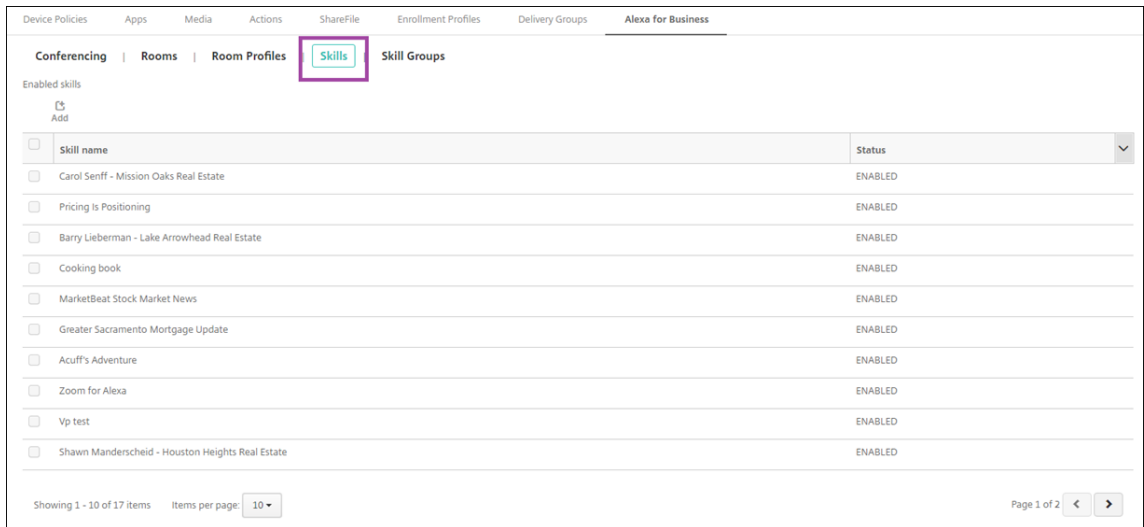 Device Policies Apps Media Actions ShareFile Enrollment Profiles Delivery Groups Alexa for Business
Conferencing | Rooms | Room Profiles | Skills | Skill Groups
Enabled skills
Add
Skill name Status
Carol Senff - Mission Oaks Real Estate ENABLED
Pricing Is Positioning ENABLED
Barry Lieberman - Lake Arrowhead Real Estate ENABLED
Cooking book ENABLED
MarketBeat Stock Market News ENABLED
Greater Sacramento Mortgage Update ENABLED
Acuff's Adventure ENABLED
Zoom for Alexa ENABLED
Vp test ENABLED
Shawn Manderscheid - Houston Heights Real Estate ENABLED
Showing 1 - 10 of 17 items Items per page: 10 Page 1 of 2